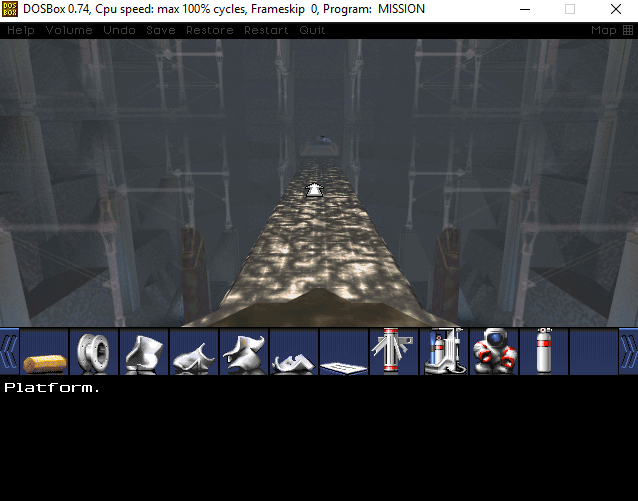 DOSBox 0.74, Cpu speed: max 100% cycles, Frameskip 0, Program: MISSION
Help Volume Undo Save Restore Restart Quit Map
Platform.